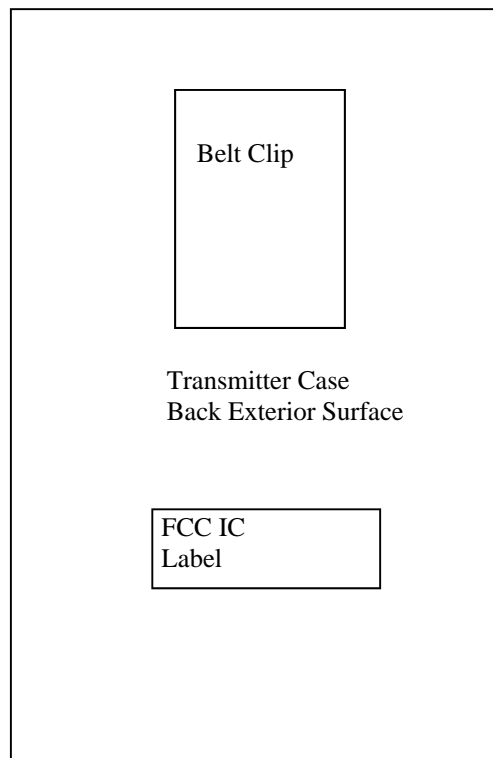 Belt Clip
Transmitter Case
Back Exterior Surface
FCC IC
Label